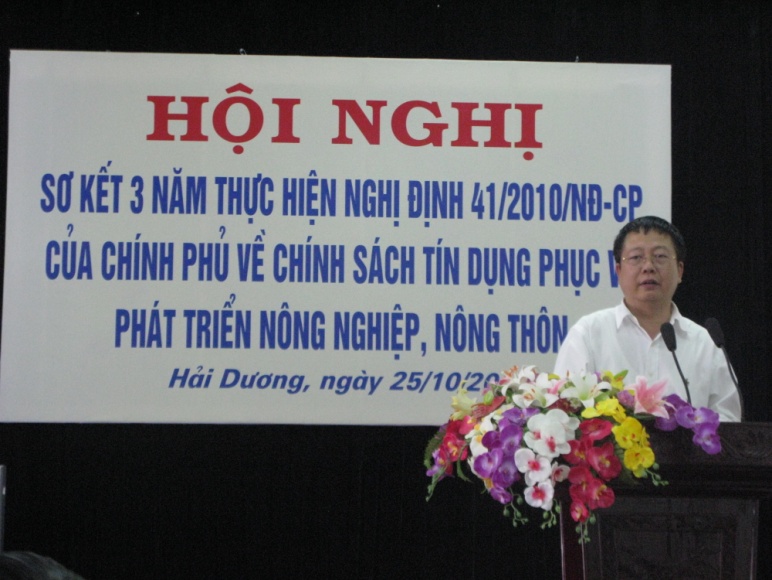 HỘI NGHỊ
SƠ KẾT 3 NĂM THỰC HIỆN NGHỊ ĐỊNH 41/2010/NĐ-CP
CỦA CHÍNH PHỦ VỀ CHÍNH SÁCH TÍN DỤNG PHỤC
PHÁT TRIỂN NÔNG NGHIỆP, NÔNG THÔN
Hải Dương, ngày 25/10/20